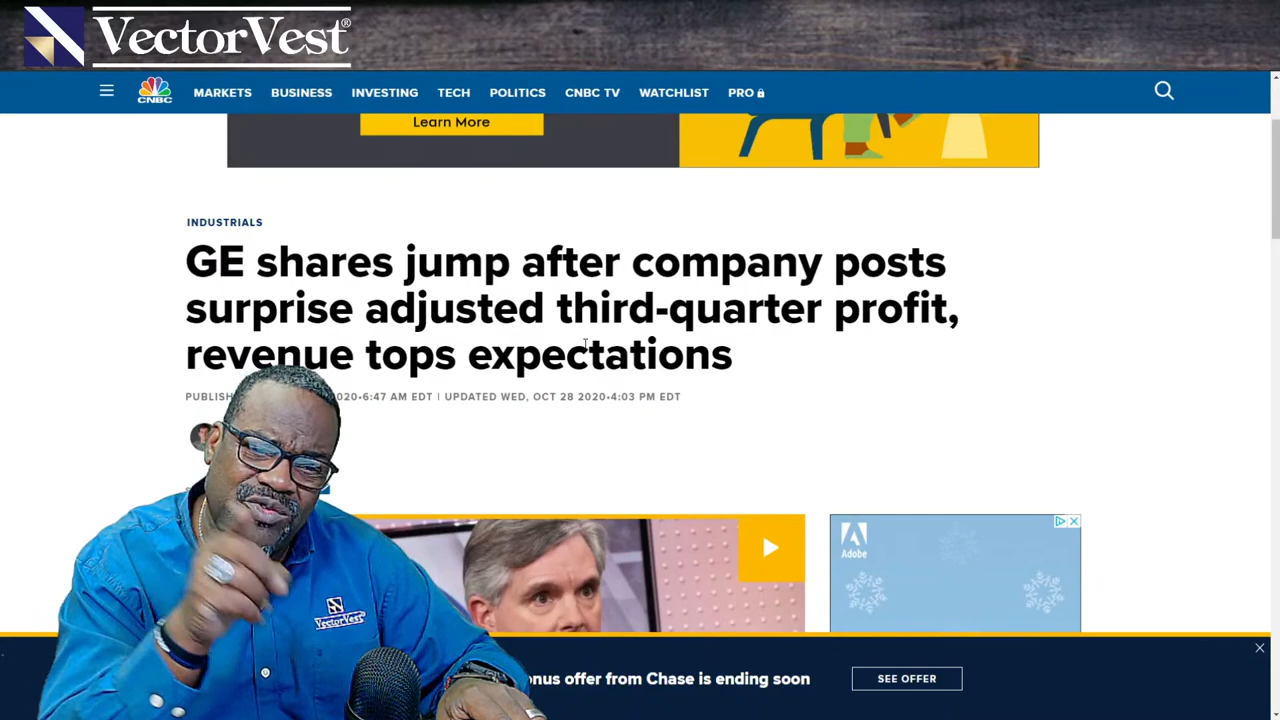 VectorVest®
CNBC
MARKETS BUSINESS INVESTING TECH POLITICS CNBC TV WATCHLIST PRO
Learn More
INDUSTRIALS
GE shares jump after company posts
surprise adjusted third-quarter profit,
revenue tops expectations
2020•6:47 AM EDT | UPDATED WED, OCT 28 2020•4:03 PM EDT
Adobe
VectorVest
offer from Chase is ending soon
SEE OFFER